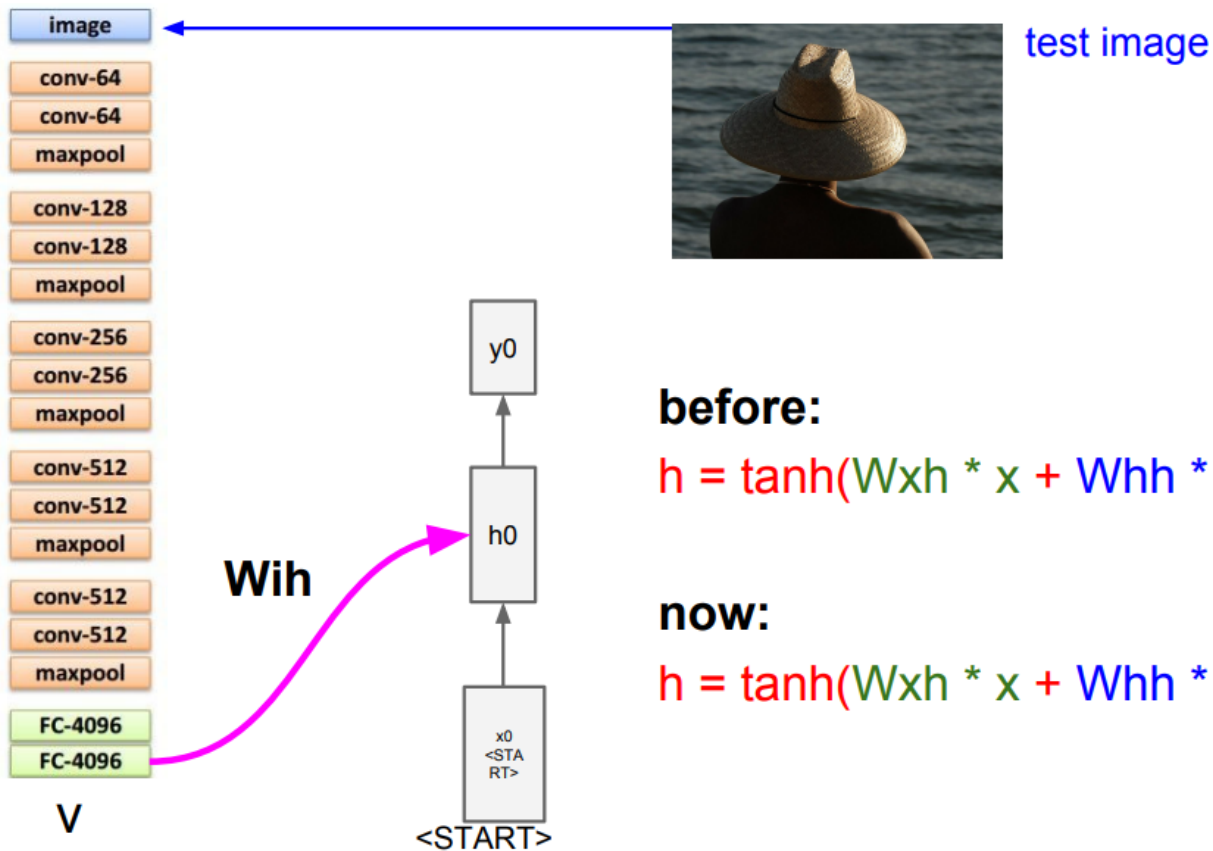 image
conv-64
conv-64
maxpool
conv-128
conv-128
maxpool
conv-256
conv-256
maxpool
conv-512
conv-512
maxpool
conv-512
conv-512
maxpool
FC-4096
FC-4096
V
Wih
y0
h0
x0
<STA
RT>
<START>
test image
before:
h = tanh(Wxh * x + Whh *
now:
h = tanh(Wxh * x + Whh *